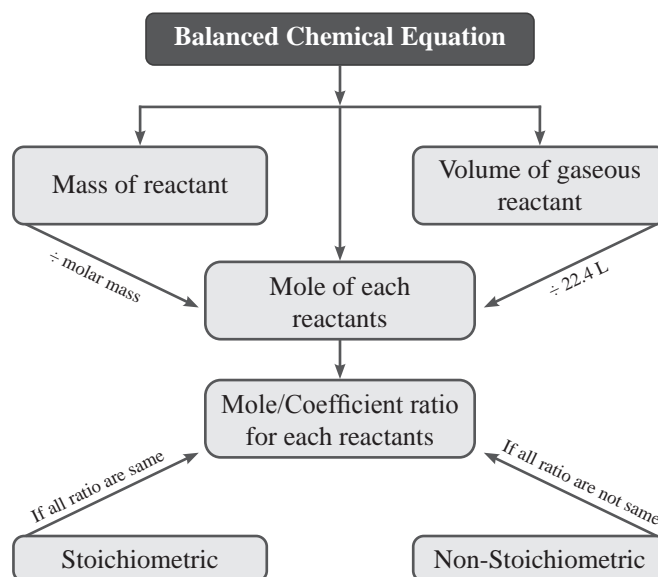 Balanced Chemical Equation
Mass of reactant
Volume of gaseous
reactant
÷ molar mass
÷ 22.4 L
Mole of each
reactants
Mole/Coefficient ratio
for each reactants
If all ratio are same
If all ratio are not same
Stoichiometric
Non-Stoichiometric